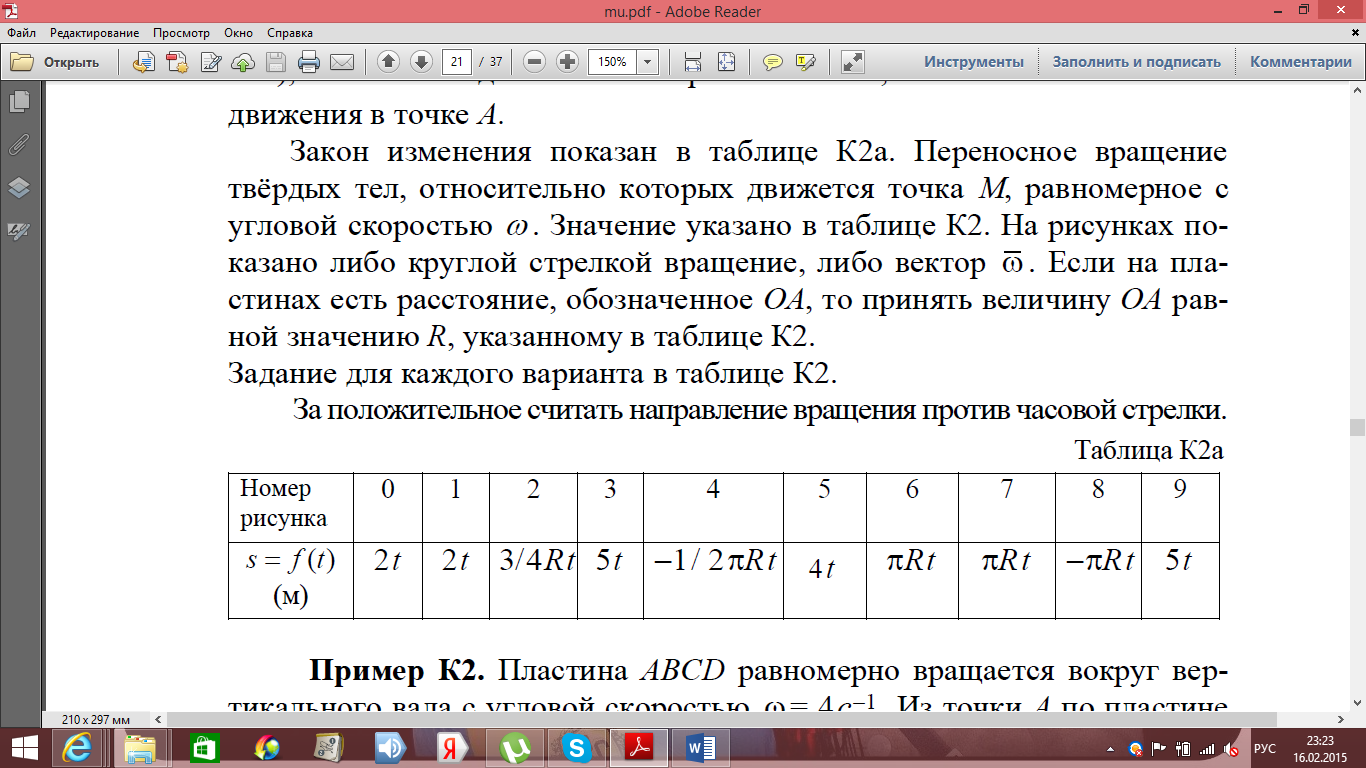 mu.pdf - Adobe Reader
Файл Редактирование Просмотр Окно Справка
Открыть 21 / 37 150% Инструменты Заполнить и подписать Комментарии
движения в точке A.
Закон изменения показан в таблице К2а. Переносное вращение
твёрдых тел, относительно которых движется точка M, равномерное с
угловой скоростью ω. Значение указано в таблице К2. На рисунках по-
казано либо круглой стрелкой вращение, либо вектор ω̅. Если на пла-
стинах есть расстояние, обозначенное OA, то принять величину OA рав-
ной значению R, указанному в таблице К2.
Задание для каждого варианта в таблице К2.
За положительное считать направление вращения против часовой стрелки.
Таблица К2а
Номер рисунка 0 1 2 3 4 5 6 7 8 9
s = f (t) (м) 2t 2t 3/4Rt 5t −1/ 2πRt 4t πRt πRt −πRt 5t
Пример К2. Пластина ABCD равномерно вращается вокруг вер-
тикального вала с угловой скоростью ω = 4с⁻¹. Из точки A по пластине
210 x 297 мм
РУС 23:23
16.02.2015